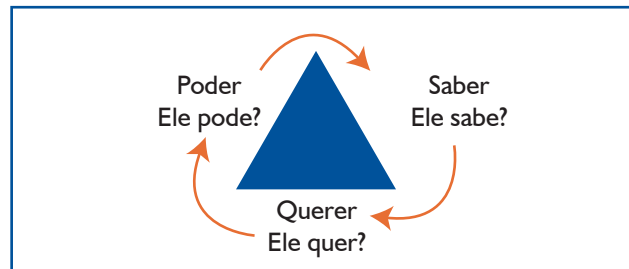 Poder
Ele pode?
Saber
Ele sabe?
Querer
Ele quer?